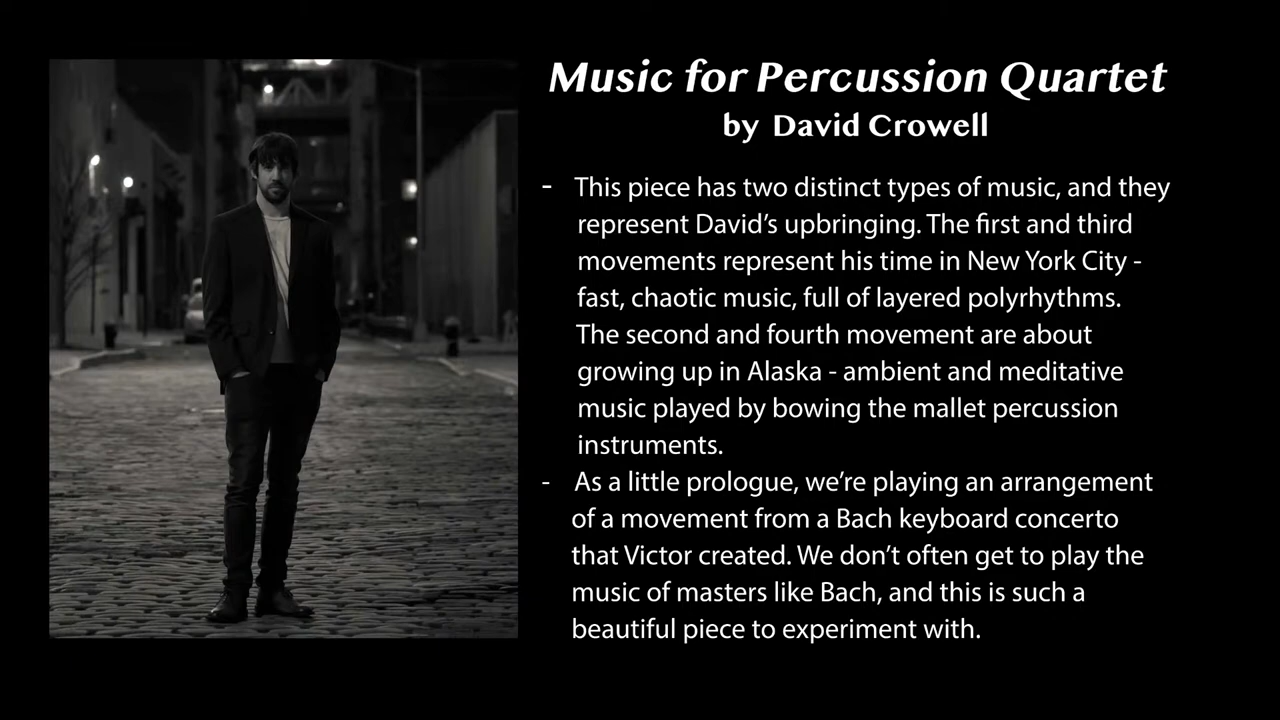 Music for Percussion Quartet
by David Crowell
- This piece has two distinct types of music, and they
represent David’s upbringing. The first and third
movements represent his time in New York City -
fast, chaotic music, full of layered polyrhythms.
The second and fourth movement are about
growing up in Alaska - ambient and meditative
music played by bowing the mallet percussion
instruments.
- As a little prologue, we’re playing an arrangement
of a movement from a Bach keyboard concerto
that Victor created. We don’t often get to play the
music of masters like Bach, and this is such a
beautiful piece to experiment with.